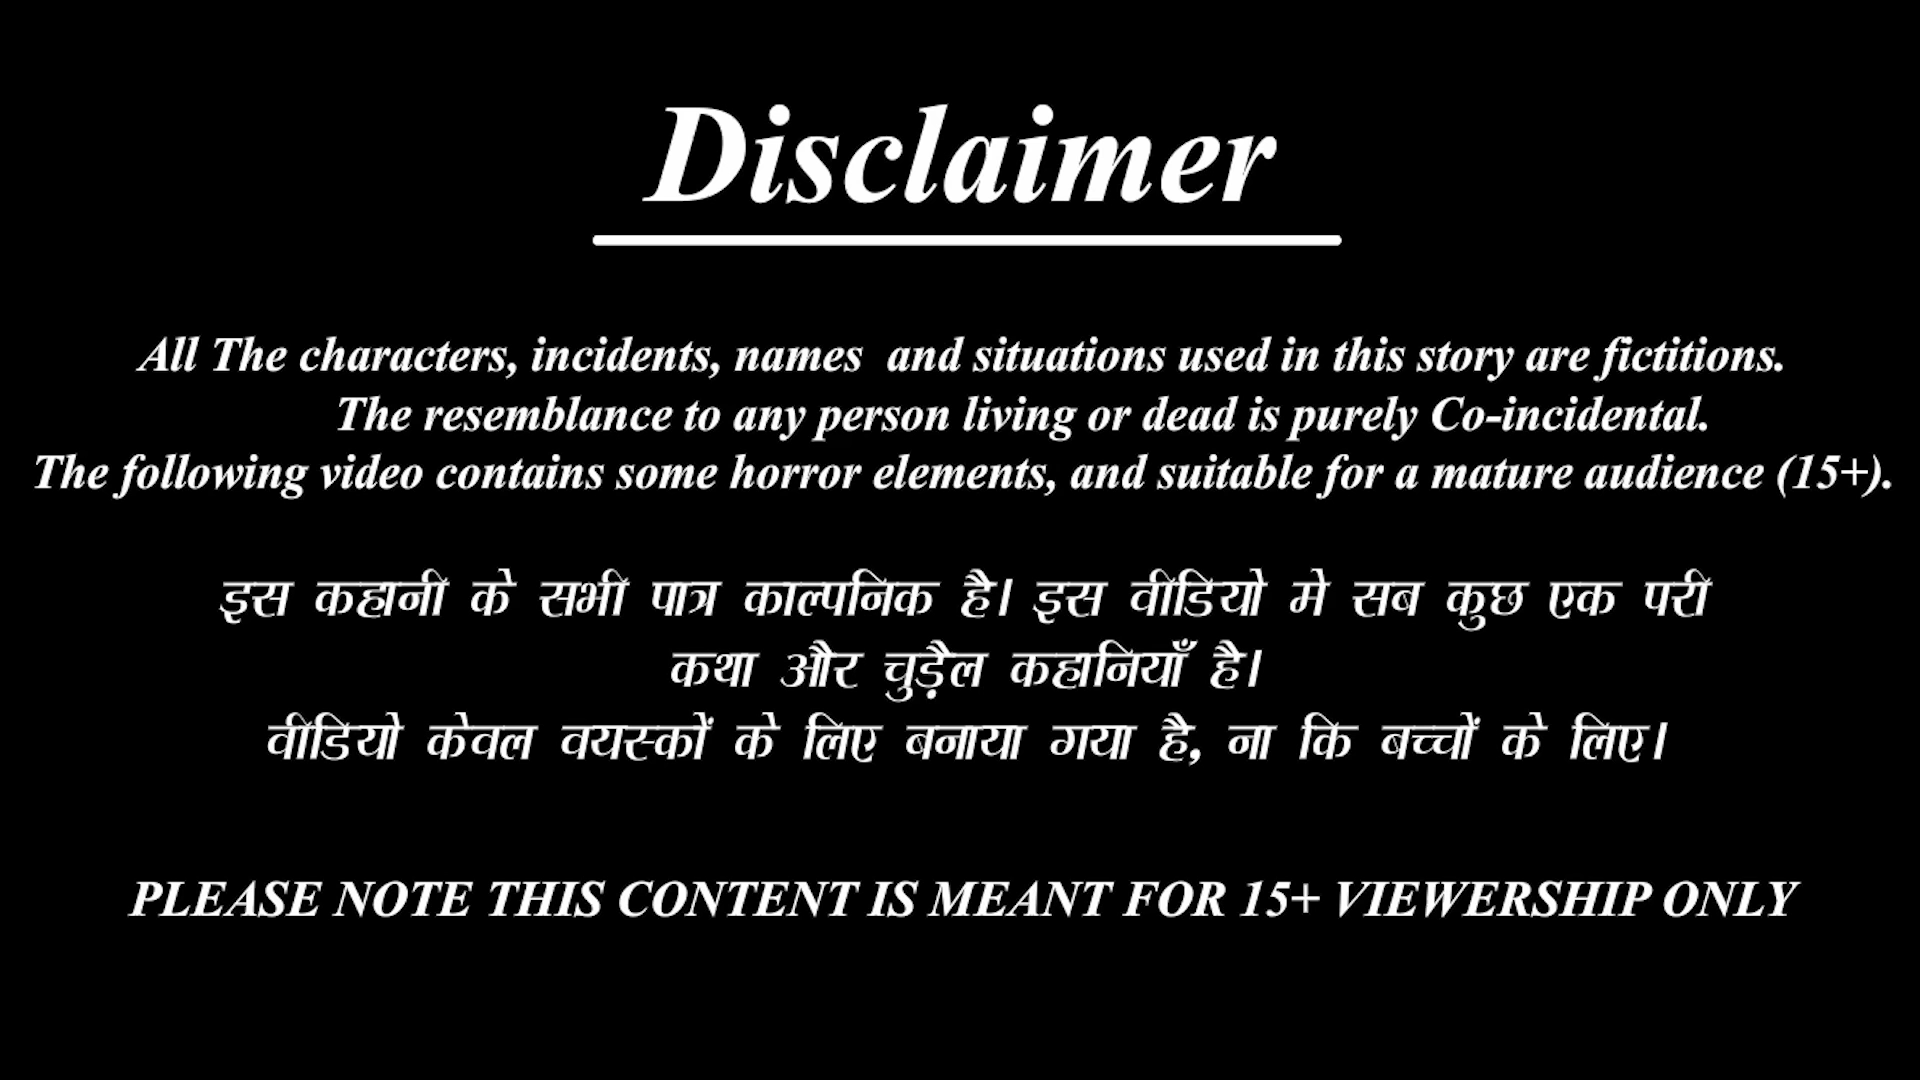 Disclaimer
All The characters, incidents, names and situations used in this story are fictitions.
The resemblance to any person living or dead is purely Co-incidental.
The following video contains some horror elements, and suitable for a mature audience (15+).
इस कहानी के सभी पात्र काल्पनिक है। इस वीडियो मे सब कुछ एक परी
कथा और चुड़ैल कहानियाँ है।
वीडियो केवल वयस्कों के लिए बनाया गया है, ना कि बच्चों के लिए।
PLEASE NOTE THIS CONTENT IS MEANT FOR 15+ VIEWERSHIP ONLY